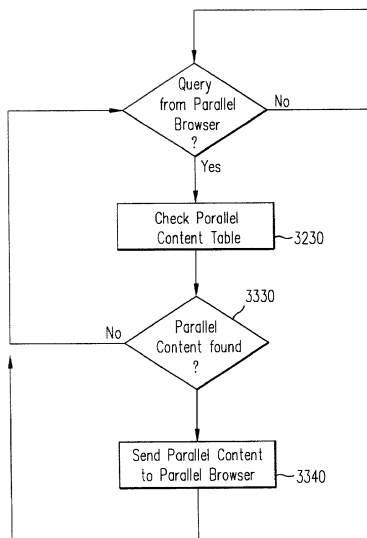 Query
from Parallel
Browser
?
No
Yes
Check Porallel
Content Table
3230
3330
Parallel
Content found
?
No
Send Parallel Content
to Parallel Browser
3340